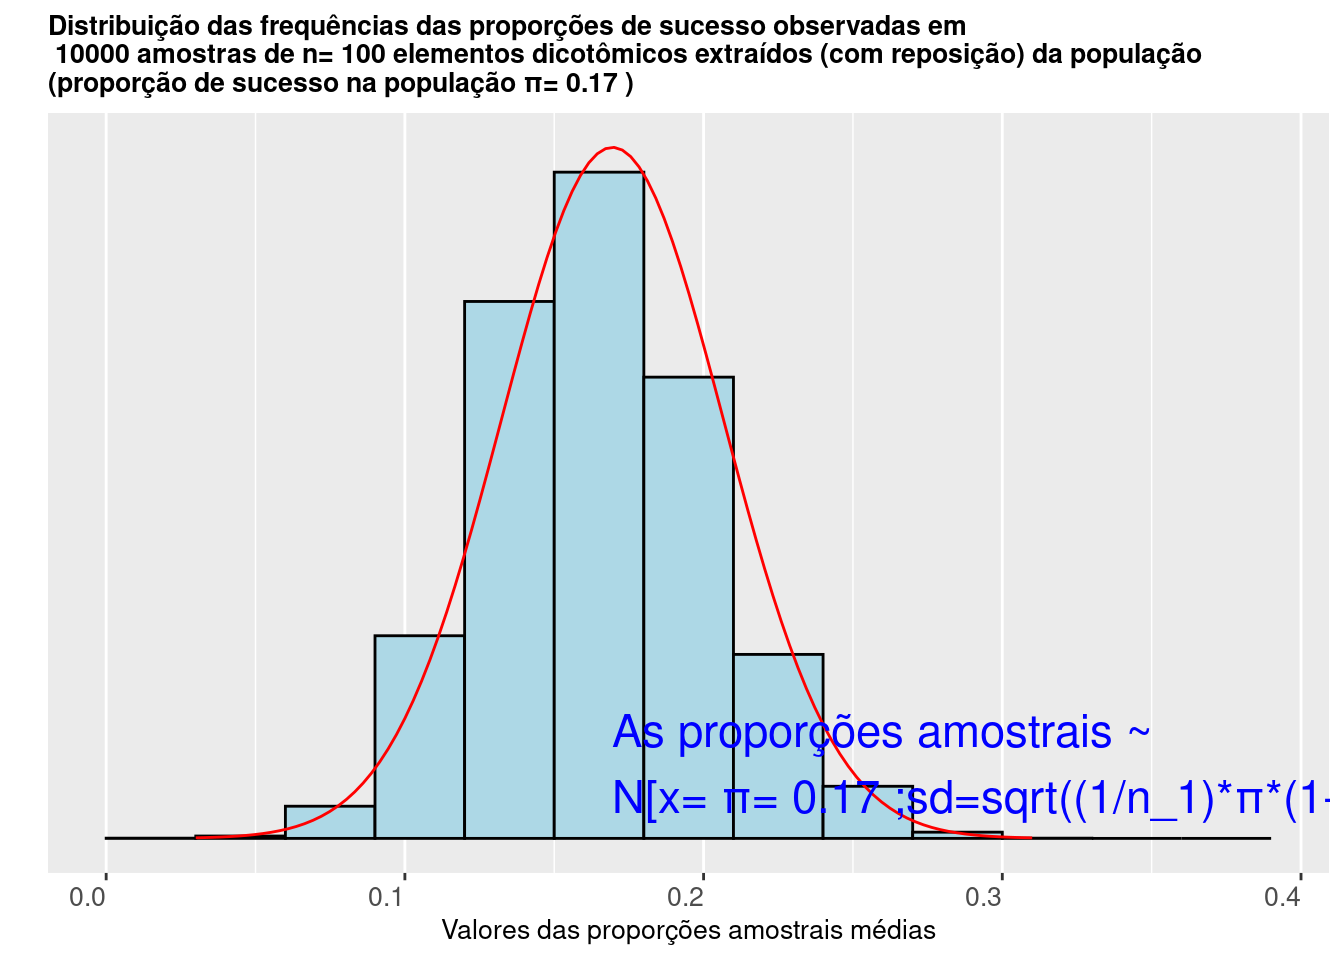 Distribuição das frequências das proporções de sucesso observadas em
10000 amostras de n= 100 elementos dicotômicos extraídos (com reposição) da população
(proporção de sucesso na população π= 0.17 )
As proporções amostrais ~
N[x= π= 0.17 ;sd=sqrt((1/n_1)*π*(1-
0.0 0.1 0.2 0.3 0.4
Valores das proporções amostrais médias